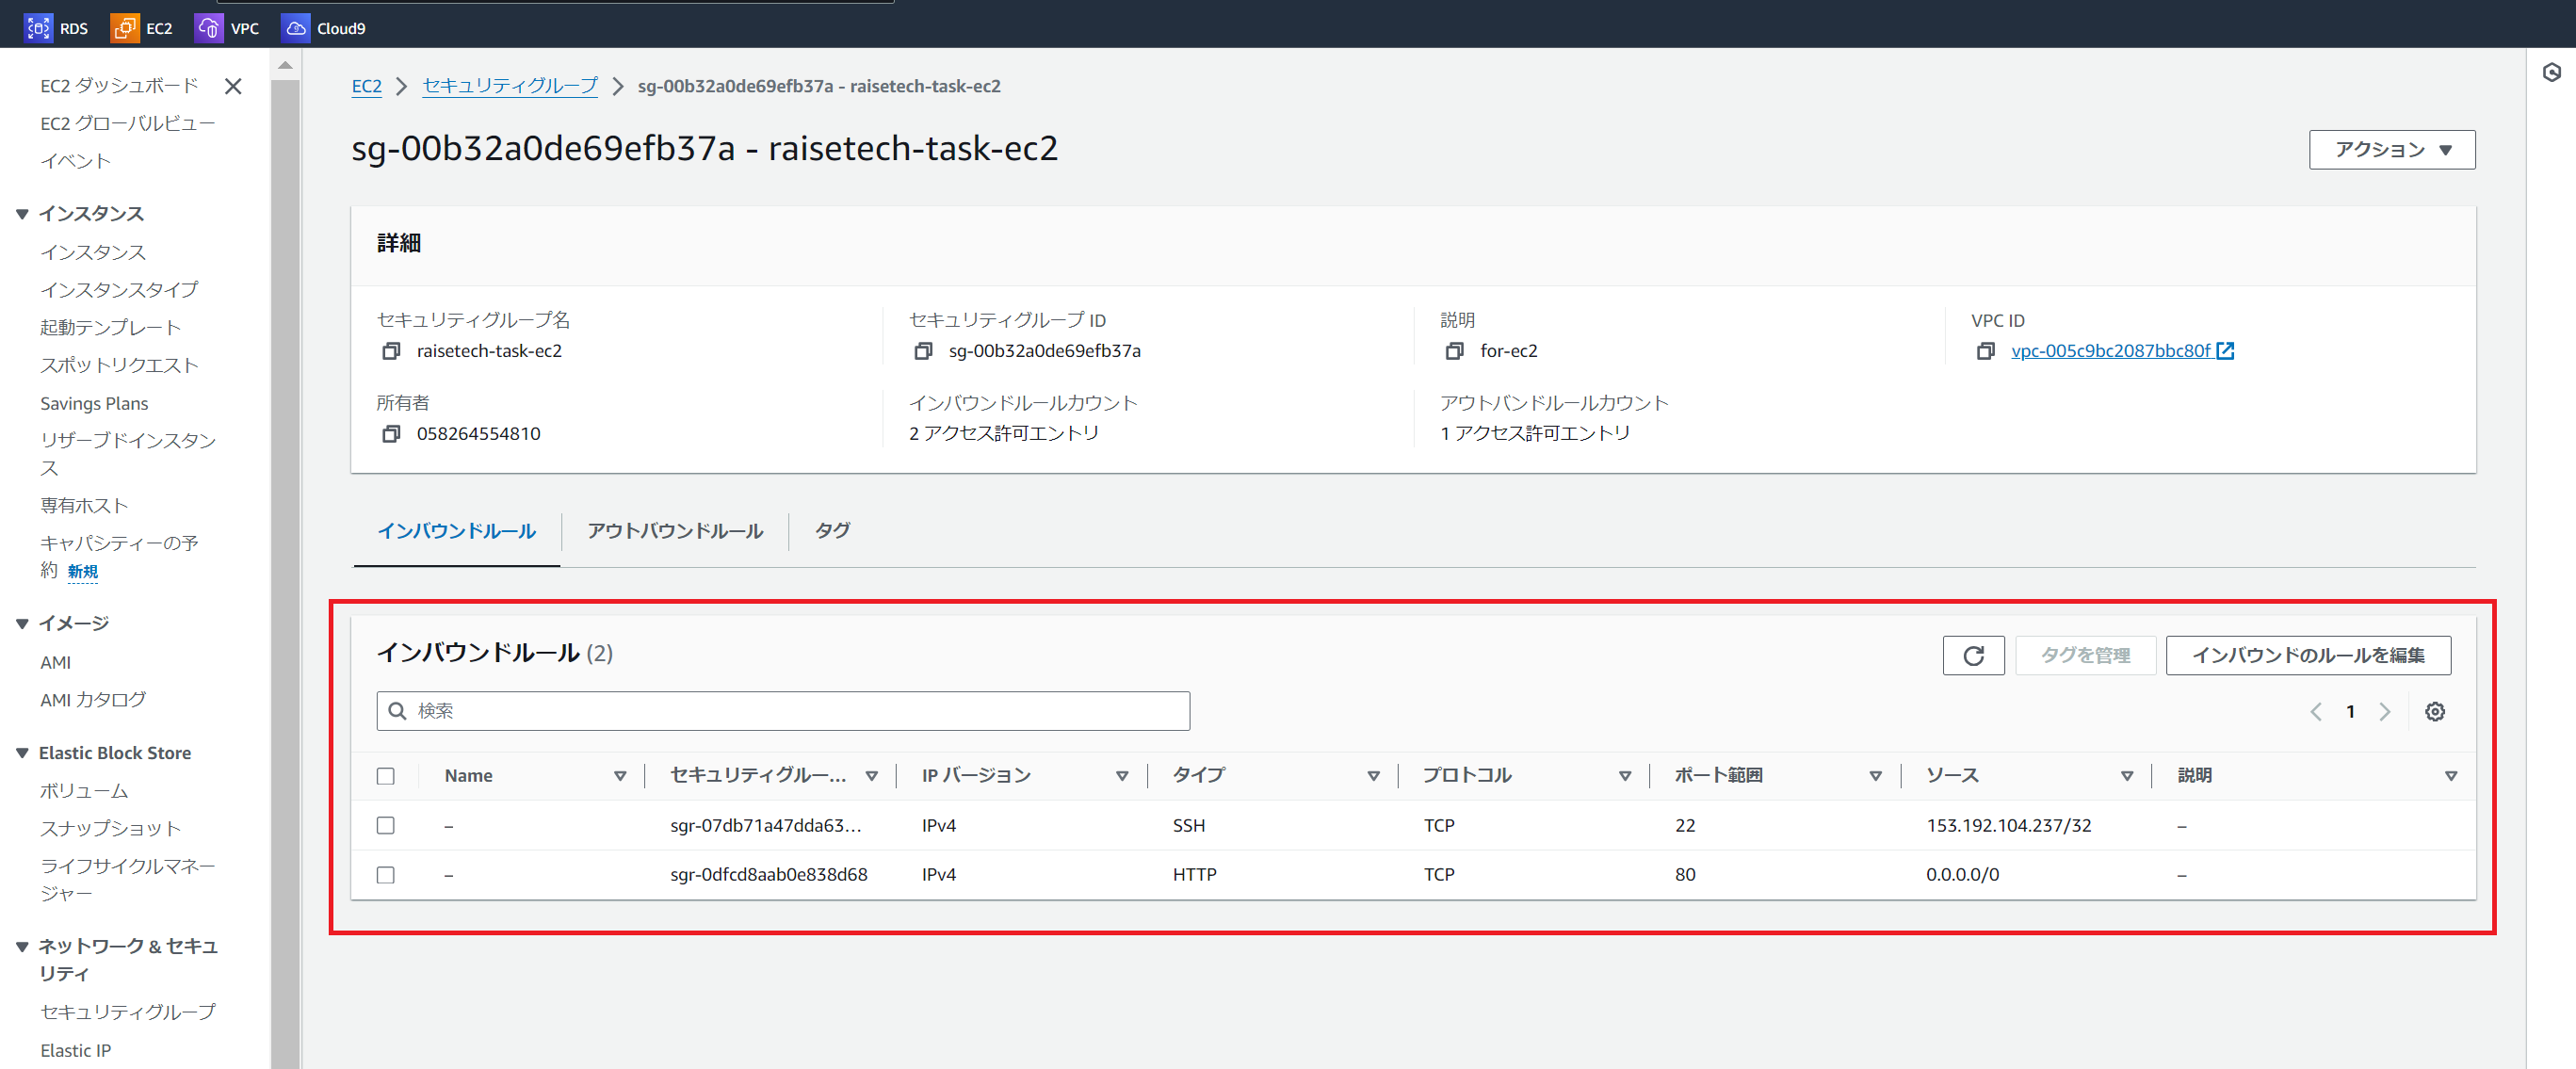 RDS EC2 VPC Cloud9
EC2 ダッシュボード
EC2 グローバルビュー
イベント
インスタンス
インスタンス
インスタンスタイプ
起動テンプレート
スポットリクエスト
Savings Plans
リザーブドインスタン
ス
専有ホスト
キャパシティーの予
約 新規
イメージ
AMI
AMI カタログ
Elastic Block Store
ボリューム
スナップショット
ライフサイクルマネー
ジャー
ネットワーク & セキュ
リティ
セキュリティグループ
Elastic IP
EC2 セキュリティグループ sg-00b32a0de69efb37a - raisetech-task-ec2
sg-00b32a0de69efb37a - raisetech-task-ec2
アクション
詳細
セキュリティグループ名 セキュリティグループ ID 説明 VPC ID
raisetech-task-ec2 sg-00b32a0de69efb37a for-ec2 vpc-005c9bc2087bbc80f
所有者 インバウンドルールカウント アウトバンドルールカウント
058264554810 2 アクセス許可エントリ 1 アクセス許可エントリ
インバウンドルール アウトバウンドルール タグ
インバウンドルール (2)
タグを管理 インバウンドのルールを編集
検索
1
Name セキュリティグルー... IP バージョン タイプ プロトコル ポート範囲 ソース 説明
– sgr-07db71a47dda63... IPv4 SSH TCP 22 153.192.104.237/32 –
– sgr-0dfcd8aab0e838d68 IPv4 HTTP TCP 80 0.0.0.0/0 –